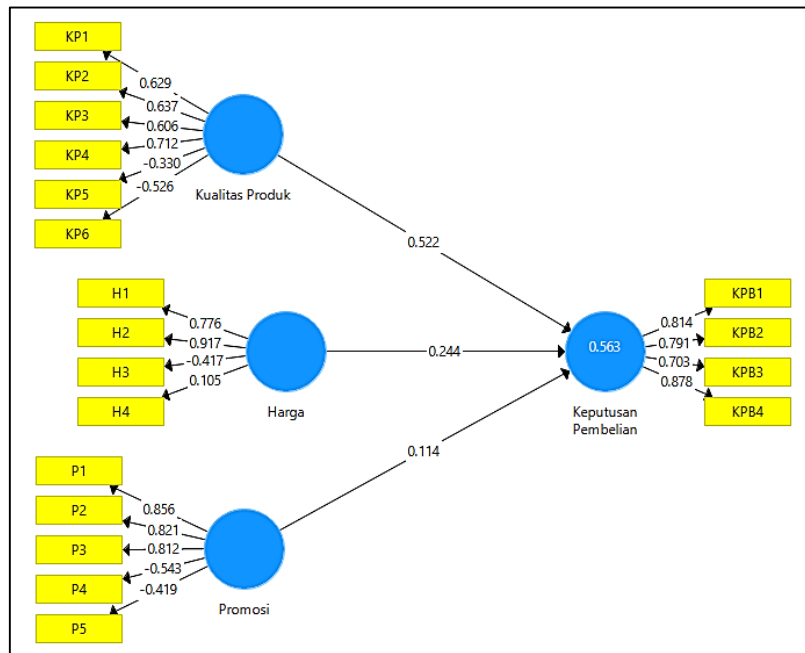 KP1
KP2
KP3
KP4
KP5
KP6
0.629
0.637
0.606
0.712
-0.330
-0.526
Kualitas Produk
0.522
H1
H2
H3
H4
0.776
0.917
-0.417
0.105
Harga
0.244
0.563
Keputusan
Pembelian
0.814
0.791
0.703
0.878
KPB1
KPB2
KPB3
KPB4
0.114
P1
P2
P3
P4
P5
0.856
0.821
0.812
-0.543
-0.419
Promosi